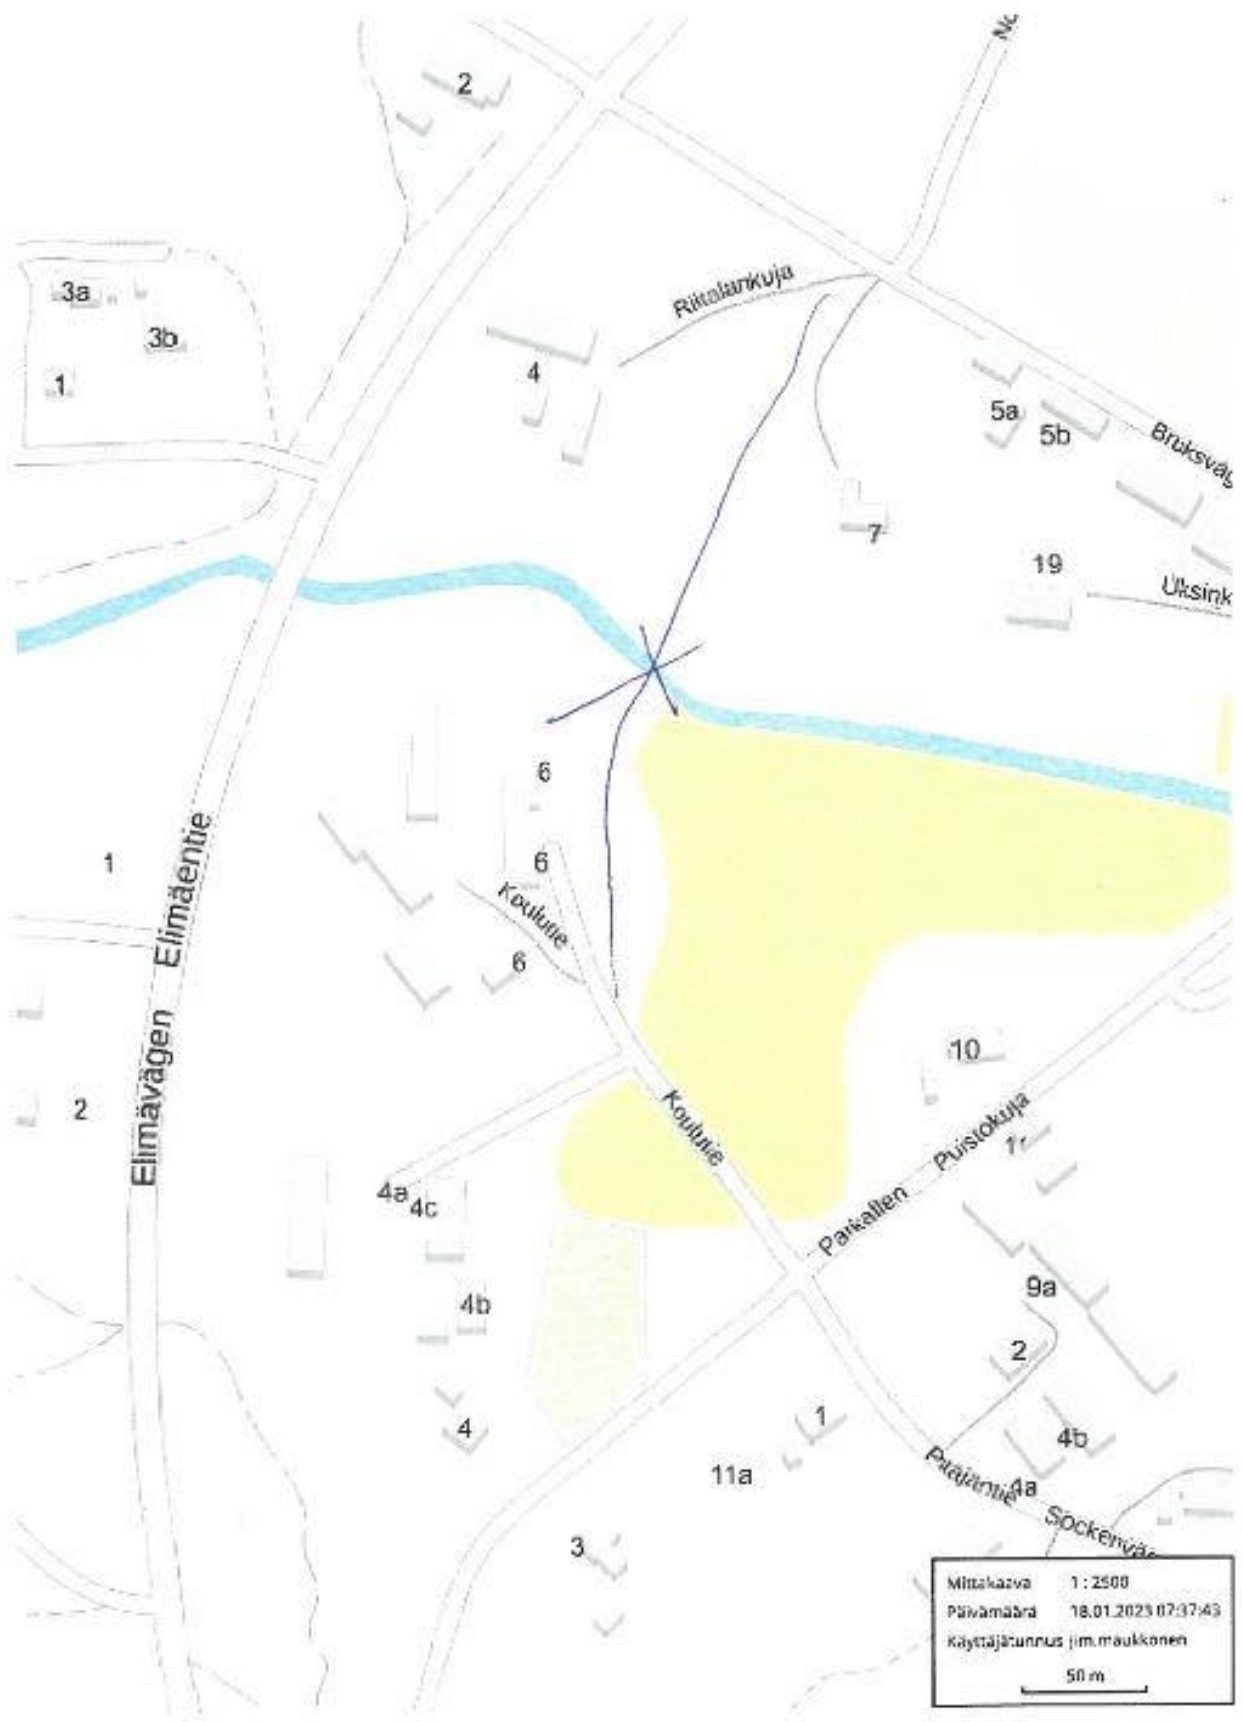 No
2
Riitalankuja
3a
3b
1
4
5a
5b
Bruksväg
7
19
Uksink
6
1
6
Koulutie
6
Elimävägen Elimäentie
10
2
Koulutie
Parkallen Puistokuja
4a
4c
9a
4b
2
1
4
4b
11a
4a
Pitäjäntie Sockenväg
3
Mittakaava 1 : 2500
Päivämäärä 18.01.2023 07:37:43
Käyttäjätunnus jim.maukkonen
50 m